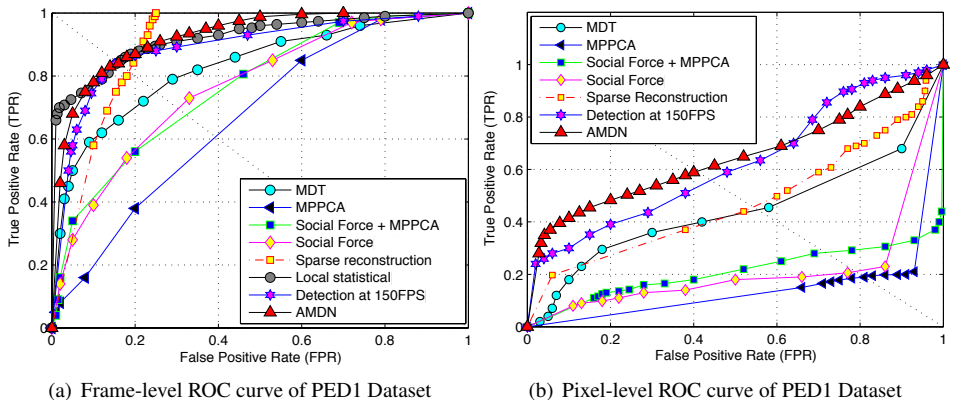 1
0.8
0.6
0.4
0.2
0
0 0.2 0.4 0.6 0.8 1
True Positive Rate (TPR)
False Positive Rate (FPR)
MDT
MPPCA
Social Force + MPPCA
Social Force
Sparse reconstruction
Local statistical
Detection at 150FPS
AMDN
(a) Frame-level ROC curve of PED1 Dataset
1
0.8
0.6
0.4
0.2
0
0 0.2 0.4 0.6 0.8 1
True Positive Rate (TPR)
False Positive Rate (FPR)
MDT
MPPCA
Social Force + MPPCA
Social Force
Sparse Reconstruction
Detection at 150FPS
AMDN
(b) Pixel-level ROC curve of PED1 Dataset